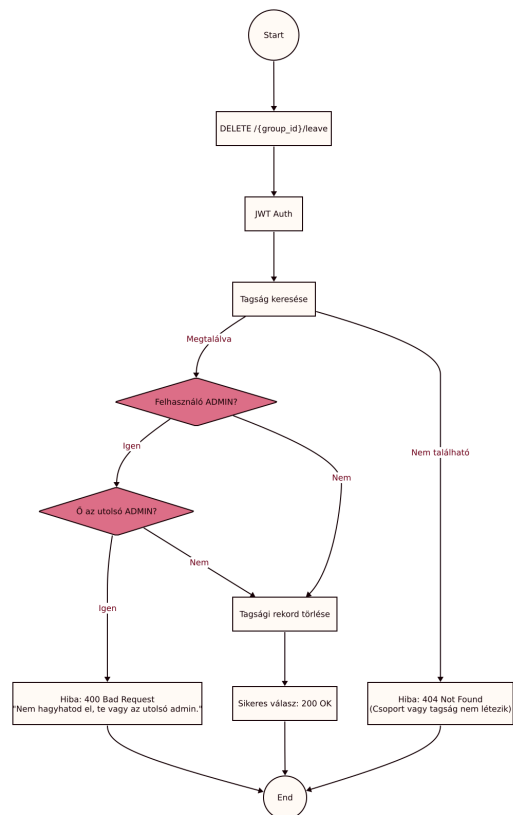 Start
DELETE /{group_id}/leave
JWT Auth
Tagság keresése
Megtalálva
Felhasználó ADMIN?
Igen
Nem található
Nem
Ő az utolsó ADMIN?
Nem
Igen
Tagsági rekord törlése
Hiba: 400 Bad Request
"Nem hagyhatod el, te vagy az utolsó admin."
Sikeres válasz: 200 OK
Hiba: 404 Not Found
(Csoport vagy tagság nem létezik)
End